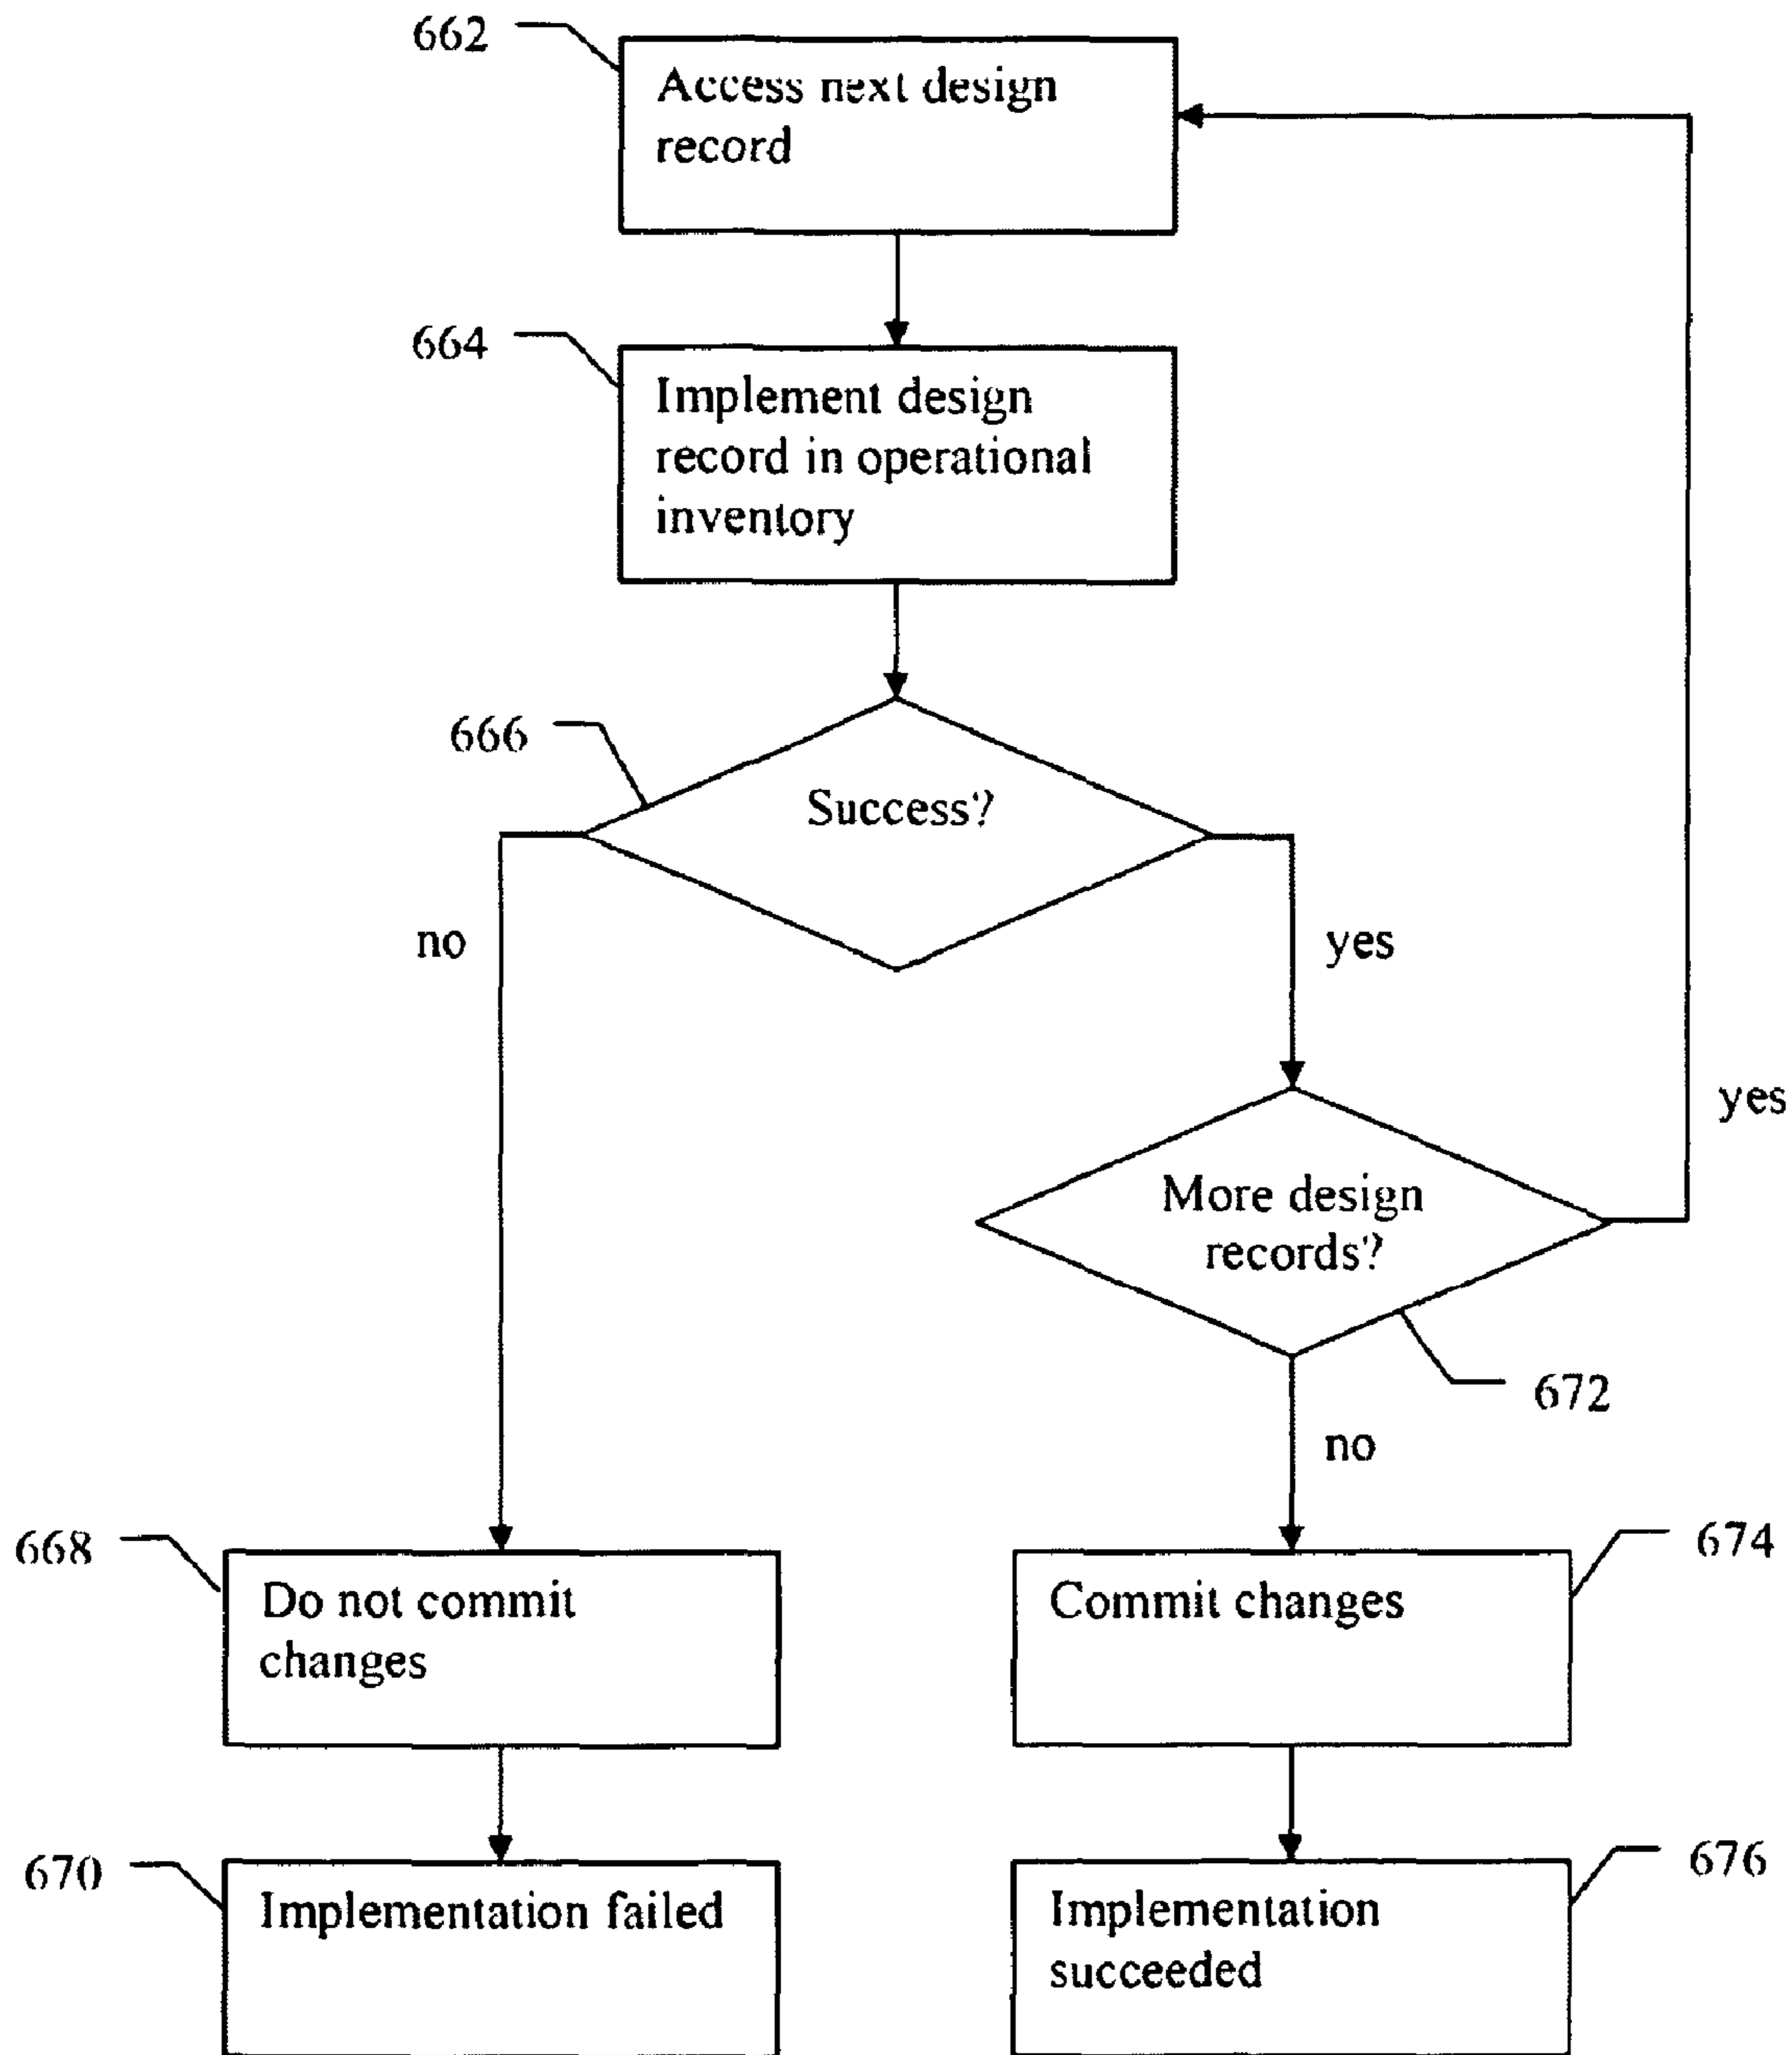 662
Access next design
record
664
Implement design
record in operational
inventory
666
Success?
no
yes
yes
More design
records?
672
no
668
Do not commit
changes
674
Commit changes
670
Implementation failed
676
Implementation
succeeded